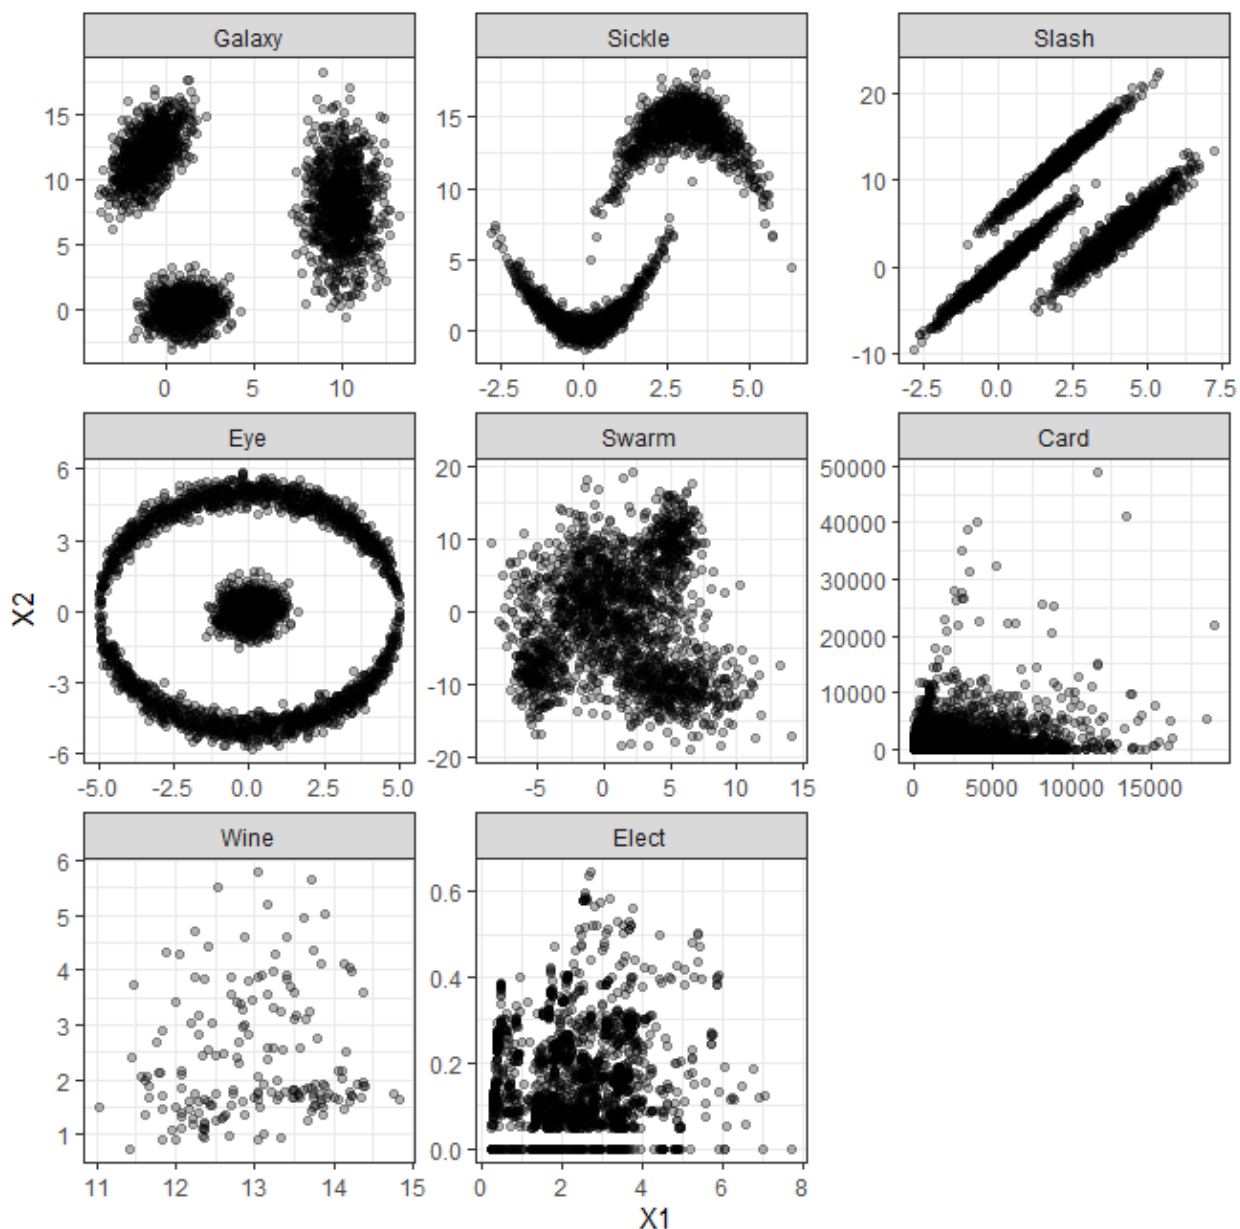 Galaxy Sickle Slash
15 15 20
10 10 10
5 5 0
0 0 -10
0 5 10 -2.5 0.0 2.5 5.0 -2.5 0.0 2.5 5.0 7.5
Eye Swarm Card
6 20 50000
3 10 40000
0 0 30000
-3 -10 20000
-6 -20 10000
0
-5.0 -2.5 0.0 2.5 5.0 -5 0 5 10 15 0 5000 10000 15000
X2
Wine Elect
6 0.6
5 0.4
4 0.2
3 0.0
2
1
11 12 13 14 15 0 2 4 6 8
X1